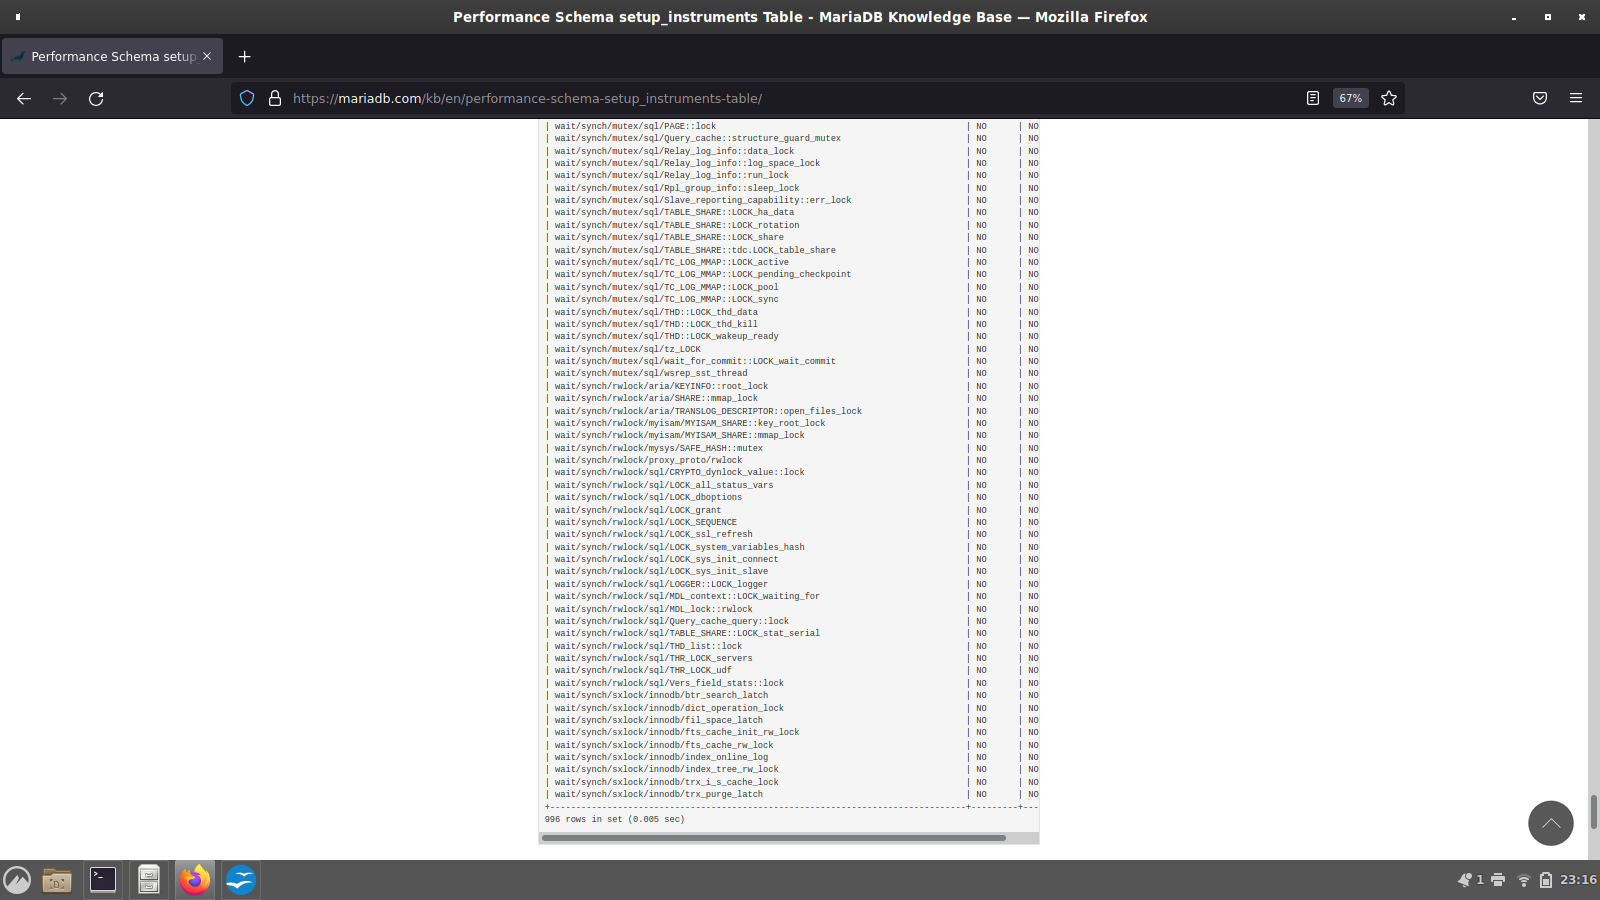 Performance Schema setup_instruments Table - MariaDB Knowledge Base — Mozilla Firefox
Performance Schema setup_
https://mariadb.com/kb/en/performance-schema-setup_instruments-table/
67%
| wait/synch/mutex/sql/PAGE::lock | NO | NO
| wait/synch/mutex/sql/Query_cache::structure_guard_mutex | NO | NO
| wait/synch/mutex/sql/Relay_log_info::data_lock | NO | NO
| wait/synch/mutex/sql/Relay_log_info::log_space_lock | NO | NO
| wait/synch/mutex/sql/Relay_log_info::run_lock | NO | NO
| wait/synch/mutex/sql/Rpl_group_info::sleep_lock | NO | NO
| wait/synch/mutex/sql/Slave_reporting_capability::err_lock | NO | NO
| wait/synch/mutex/sql/TABLE_SHARE::LOCK_ha_data | NO | NO
| wait/synch/mutex/sql/TABLE_SHARE::LOCK_rotation | NO | NO
| wait/synch/mutex/sql/TABLE_SHARE::LOCK_share | NO | NO
| wait/synch/mutex/sql/TABLE_SHARE::tdc.LOCK_table_share | NO | NO
| wait/synch/mutex/sql/TC_LOG_MMAP::LOCK_active | NO | NO
| wait/synch/mutex/sql/TC_LOG_MMAP::LOCK_pending_checkpoint | NO | NO
| wait/synch/mutex/sql/TC_LOG_MMAP::LOCK_pool | NO | NO
| wait/synch/mutex/sql/TC_LOG_MMAP::LOCK_sync | NO | NO
| wait/synch/mutex/sql/THD::LOCK_thd_data | NO | NO
| wait/synch/mutex/sql/THD::LOCK_thd_kill | NO | NO
| wait/synch/mutex/sql/THD::LOCK_wakeup_ready | NO | NO
| wait/synch/mutex/sql/tz_LOCK | NO | NO
| wait/synch/mutex/sql/wait_for_commit::LOCK_wait_commit | NO | NO
| wait/synch/mutex/sql/wsrep_sst_thread | NO | NO
| wait/synch/rwlock/aria/KEYINFO::root_lock | NO | NO
| wait/synch/rwlock/aria/SHARE::mmap_lock | NO | NO
| wait/synch/rwlock/aria/TRANSLOG_DESCRIPTOR::open_files_lock | NO | NO
| wait/synch/rwlock/myisam/MYISAM_SHARE::key_root_lock | NO | NO
| wait/synch/rwlock/myisam/MYISAM_SHARE::mmap_lock | NO | NO
| wait/synch/rwlock/mysys/SAFE_HASH::mutex | NO | NO
| wait/synch/rwlock/proxy_proto/rwlock | NO | NO
| wait/synch/rwlock/sql/CRYPTO_dynlock_value::lock | NO | NO
| wait/synch/rwlock/sql/LOCK_all_status_vars | NO | NO
| wait/synch/rwlock/sql/LOCK_dboptions | NO | NO
| wait/synch/rwlock/sql/LOCK_grant | NO | NO
| wait/synch/rwlock/sql/LOCK_SEQUENCE | NO | NO
| wait/synch/rwlock/sql/LOCK_ssl_refresh | NO | NO
| wait/synch/rwlock/sql/LOCK_system_variables_hash | NO | NO
| wait/synch/rwlock/sql/LOCK_sys_init_connect | NO | NO
| wait/synch/rwlock/sql/LOCK_sys_init_slave | NO | NO
| wait/synch/rwlock/sql/LOGGER::LOCK_logger | NO | NO
| wait/synch/rwlock/sql/MDL_context::LOCK_waiting_for | NO | NO
| wait/synch/rwlock/sql/MDL_lock::rwlock | NO | NO
| wait/synch/rwlock/sql/Query_cache_query::lock | NO | NO
| wait/synch/rwlock/sql/TABLE_SHARE::LOCK_stat_serial | NO | NO
| wait/synch/rwlock/sql/THD_list::lock | NO | NO
| wait/synch/rwlock/sql/THR_LOCK_servers | NO | NO
| wait/synch/rwlock/sql/THR_LOCK_udf | NO | NO
| wait/synch/rwlock/sql/Vers_field_stats::lock | NO | NO
| wait/synch/sxlock/innodb/btr_search_latch | NO | NO
| wait/synch/sxlock/innodb/dict_operation_lock | NO | NO
| wait/synch/sxlock/innodb/fil_space_latch | NO | NO
| wait/synch/sxlock/innodb/fts_cache_init_rw_lock | NO | NO
| wait/synch/sxlock/innodb/fts_cache_rw_lock | NO | NO
| wait/synch/sxlock/innodb/index_online_log | NO | NO
| wait/synch/sxlock/innodb/index_tree_rw_lock | NO | NO
| wait/synch/sxlock/innodb/trx_i_s_cache_lock | NO | NO
| wait/synch/sxlock/innodb/trx_purge_latch | NO | NO
+--------------------------------------------------------------------------------+---------+---
996 rows in set (0.005 sec)
1
23:16